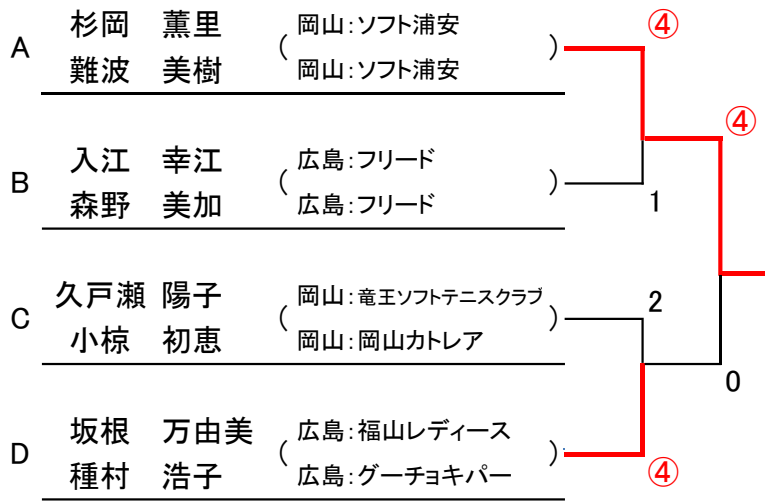 A
杉岡 薫里 (岡山:ソフト浦安)
難波 美樹 (岡山:ソフト浦安)
④
④
B
入江 幸江 (広島:フリード)
森野 美加 (広島:フリード)
1
C
久戸瀬 陽子 (岡山:竜王ソフトテニスクラブ)
小椋 初恵 (岡山:岡山カトレア)
2
0
D
坂根 万由美 (広島:福山レディース)
種村 浩子 (広島:グーチョキパー)
④